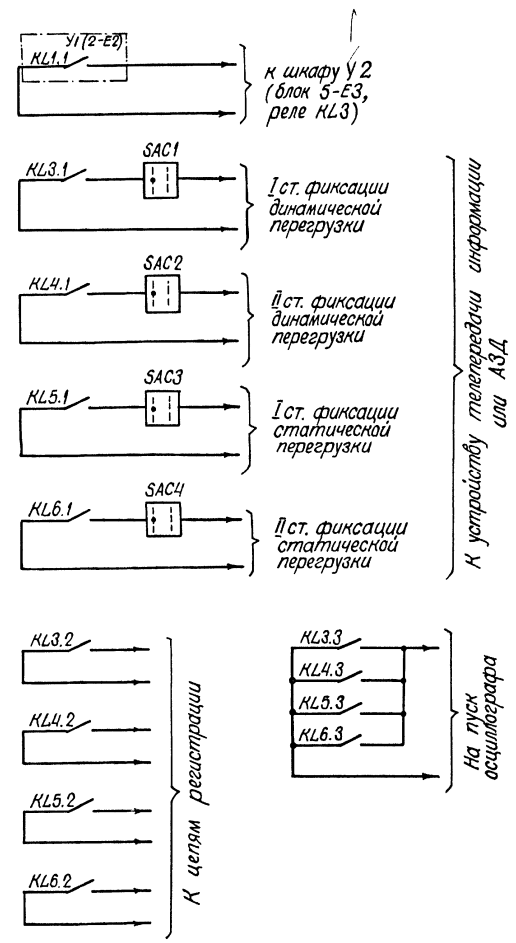 У1 (2-Е2)
KL1.1
к шкафу У2
(блок 5-Е3,
реле KL3)
KL3.1
SAC1
I ст. фиксации
динамической
перегрузки
KL4.1
SAC2
II ст. фиксации
динамической
перегрузки
KL5.1
SAC3
I ст. фиксации
статической
перегрузки
KL6.1
SAC4
II ст. фиксации
статической
перегрузки
К устройству телепередачи информации
или АЗД
KL3.2
KL4.2
KL5.2
KL6.2
К цепям регистрации
KL3.3
KL4.3
KL5.3
KL6.3
На пуск
осциллографа